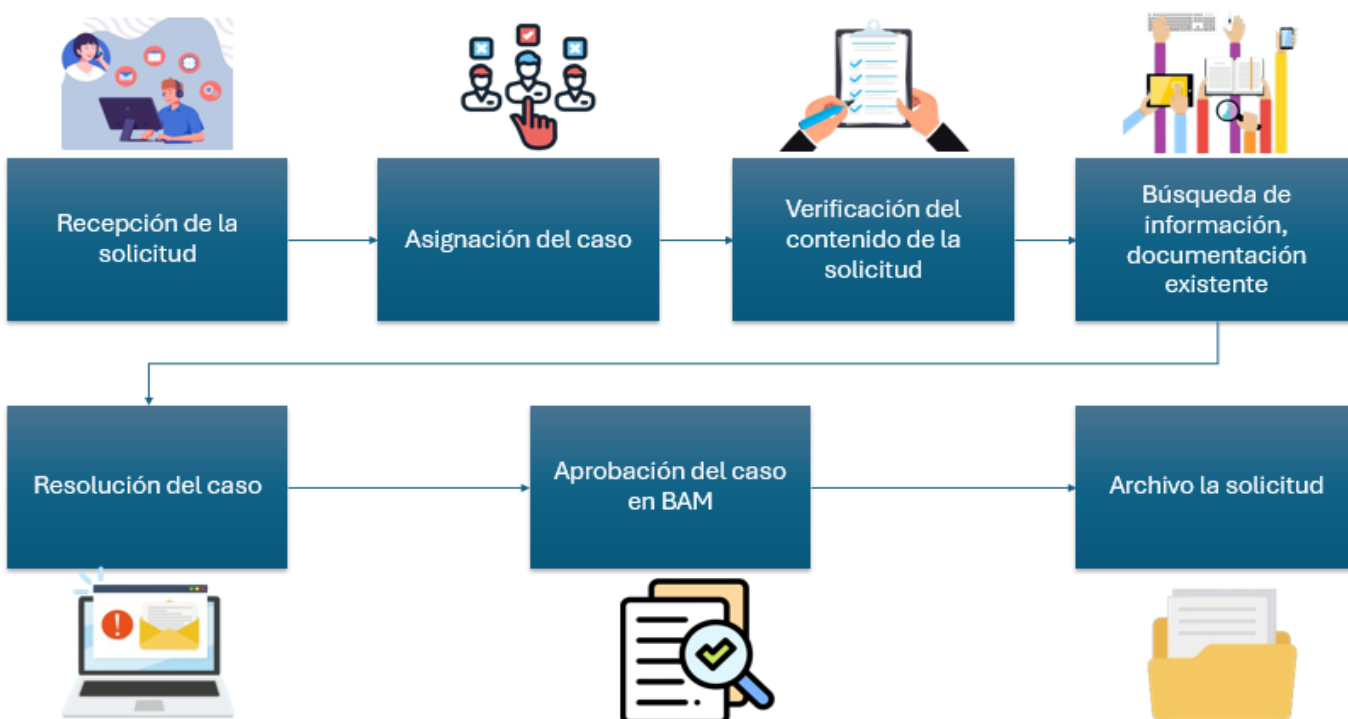 Recepción de la
solicitud
Asignación del caso
Verificación del
contenido de la
solicitud
Búsqueda de
información,
documentación
existente
Resolución del caso
Aprobación del caso
en BAM
Archivo la solicitud